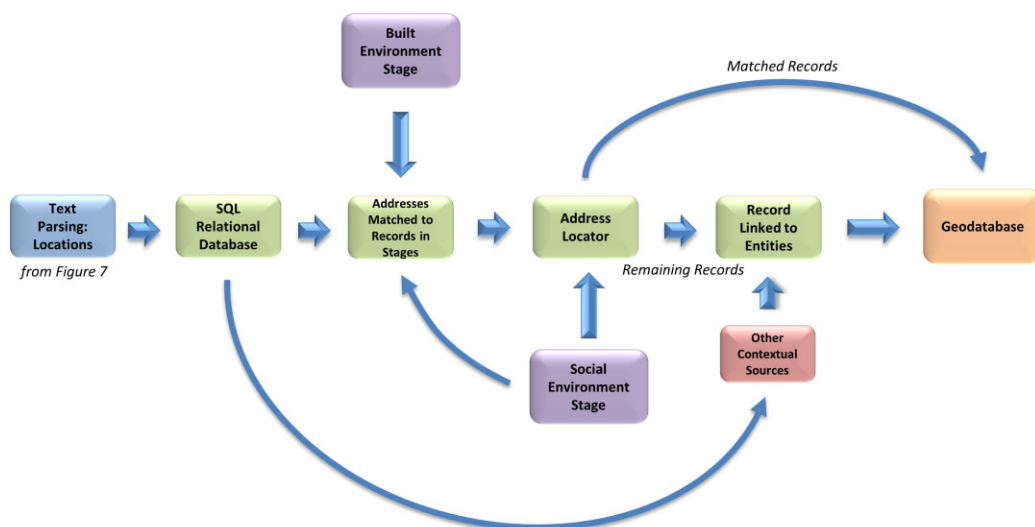 Built
Environment
Stage
Matched Records
Text
Parsing:
Locations
SQL
Relational
Database
Addresses
Matched to
Records in
Stages
Address
Locator
Record
Linked to
Entities
Geodatabase
from Figure 7
Remaining Records
Social
Environment
Stage
Other
Contextual
Sources